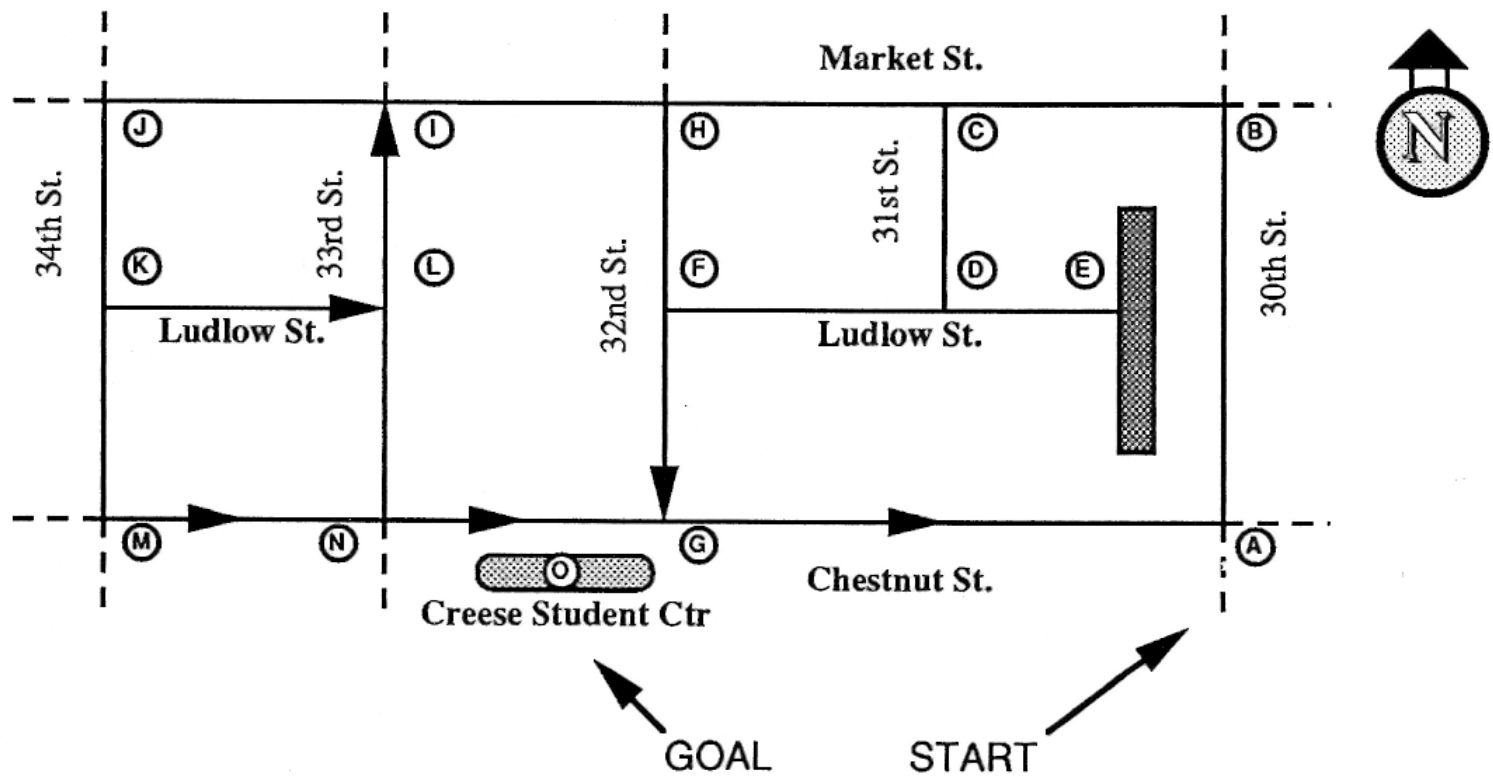 Market St.
J
I
H
C
B
N
34th St.
33rd St.
32nd St.
31st St.
30th St.
K
L
F
D
E
Ludlow St.
Ludlow St.
M
N
O
G
A
Creese Student Ctr
Chestnut St.
GOAL
START